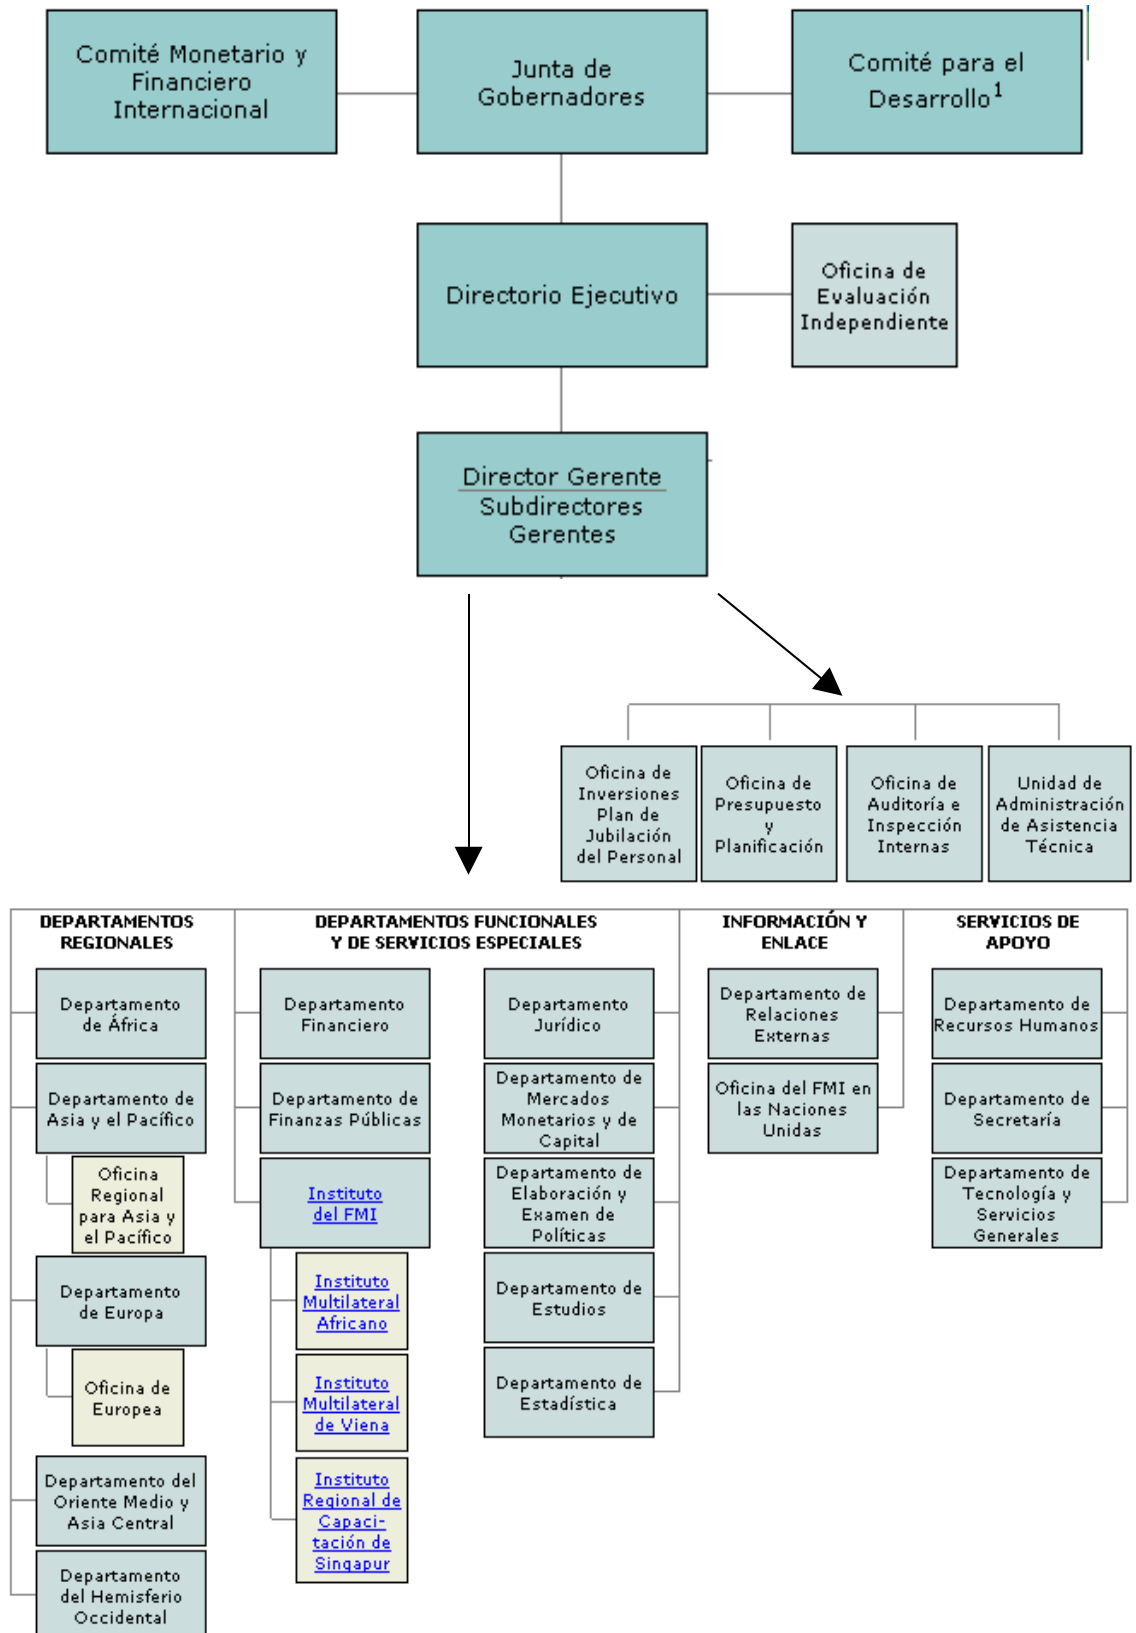 Comité Monetario y
Financiero
Internacional
Junta de
Gobernadores
Comité para el
Desarrollo¹
Directorio Ejecutivo
Oficina de
Evaluación
Independiente
Director Gerente
Subdirectores
Gerentes
Oficina de
Inversiones
Plan de
Jubilación
del Personal
Oficina de
Presupuesto
y
Planificación
Oficina de
Auditoría e
Inspección
Internas
Unidad de
Administración
de Asistencia
Técnica
DEPARTAMENTOS
REGIONALES
Departamento
de África
Departamento de
Asia y el Pacífico
Oficina
Regional
para Asia y
el Pacífico
Departamento
de Europa
Oficina de
Europea
Departamento del
Oriente Medio y
Asia Central
Departamento
del Hemisferio
Occidental
DEPARTAMENTOS FUNCIONALES
Y DE SERVICIOS ESPECIALES
Departamento
Financiero
Departamento de
Finanzas Públicas
Instituto
del FMI
Instituto
Multilateral
Africano
Instituto
Multilateral
de Viena
Instituto
Regional de
Capaci-
tación de
Singapur
Departamento
Jurídico
Departamento de
Mercados
Monetarios y de
Capital
Departamento de
Elaboración y
Examen de
Políticas
Departamento de
Estudios
Departamento de
Estadística
INFORMACIÓN Y
ENLACE
Departamento de
Relaciones
Externas
Oficina del FMI en
las Naciones
Unidas
SERVICIOS DE
APOYO
Departamento de
Recursos Humanos
Departamento de
Secretaría
Departamento de
Tecnología y
Servicios
Generales